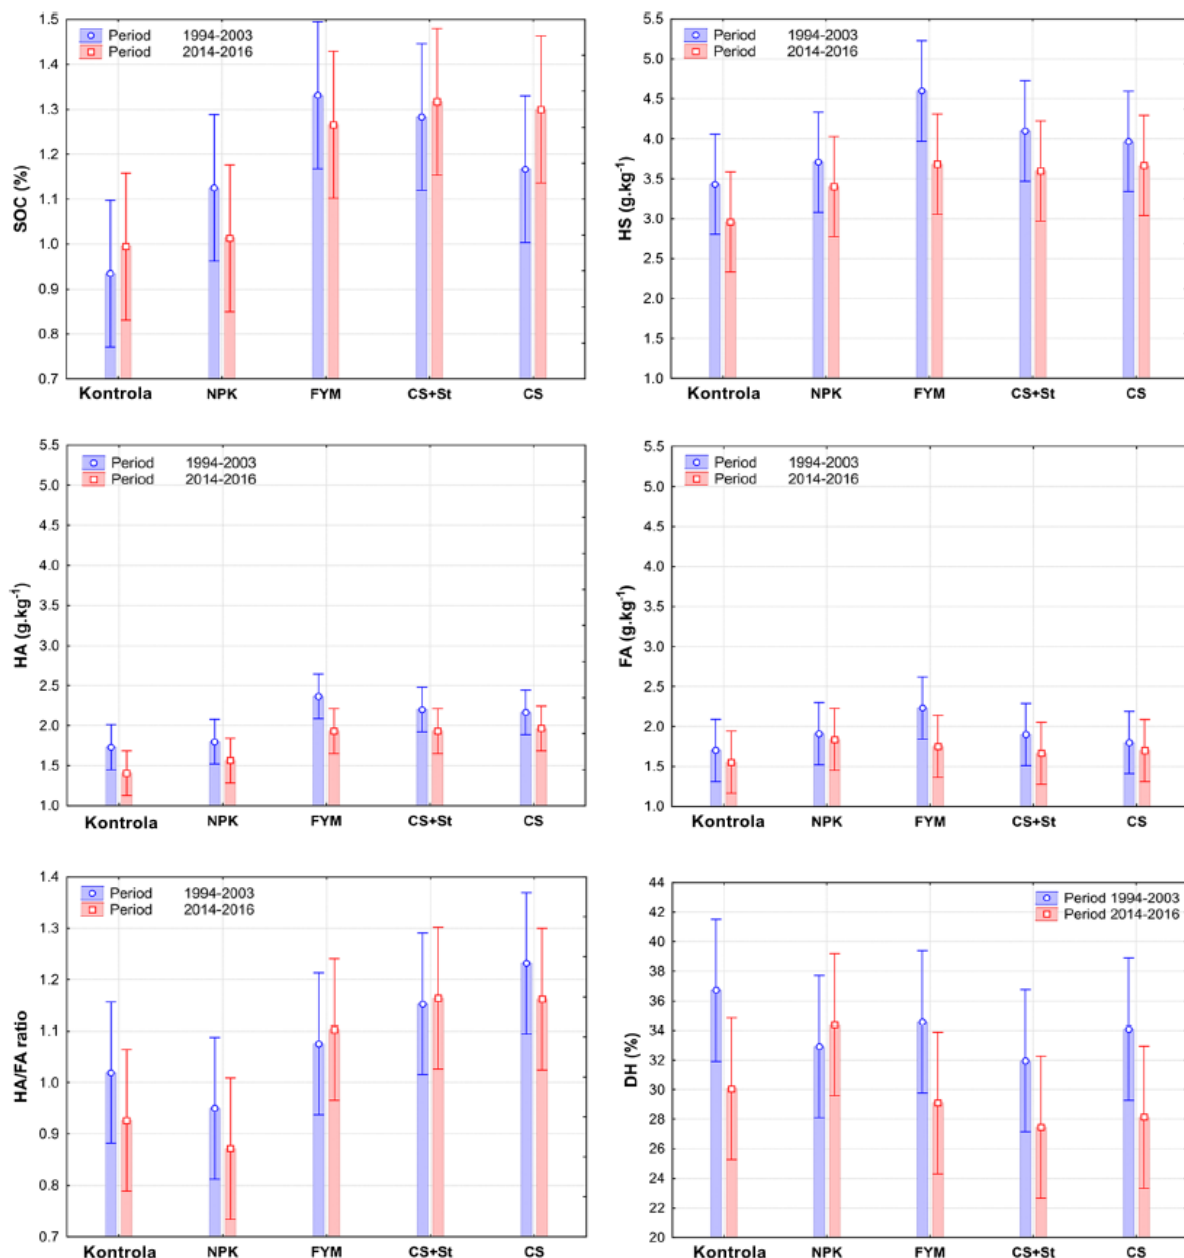 Period 1994-2003
Period 2014-2016
SOC (%)
1.5
1.4
1.3
1.2
1.1
1.0
0.9
0.8
0.7
Kontrola NPK FYM CS+St CS
Period 1994-2003
Period 2014-2016
HS (g.kg-1)
5.5
5.0
4.5
4.0
3.5
3.0
2.5
2.0
1.5
1.0
Kontrola NPK FYM CS+St CS
Period 1994-2003
Period 2014-2016
HA (g.kg-1)
5.5
5.0
4.5
4.0
3.5
3.0
2.5
2.0
1.5
1.0
Kontrola NPK FYM CS+St CS
Period 1994-2003
Period 2014-2016
FA (g.kg-1)
5.5
5.0
4.5
4.0
3.5
3.0
2.5
2.0
1.5
1.0
Kontrola NPK FYM CS+St CS
Period 1994-2003
Period 2014-2016
HA/FA ratio
1.4
1.3
1.2
1.1
1.0
0.9
0.8
0.7
Kontrola NPK FYM CS+St CS
Period 1994-2003
Period 2014-2016
DH (%)
44
42
40
38
36
34
32
30
28
26
24
22
20
Kontrola NPK FYM CS+St CS